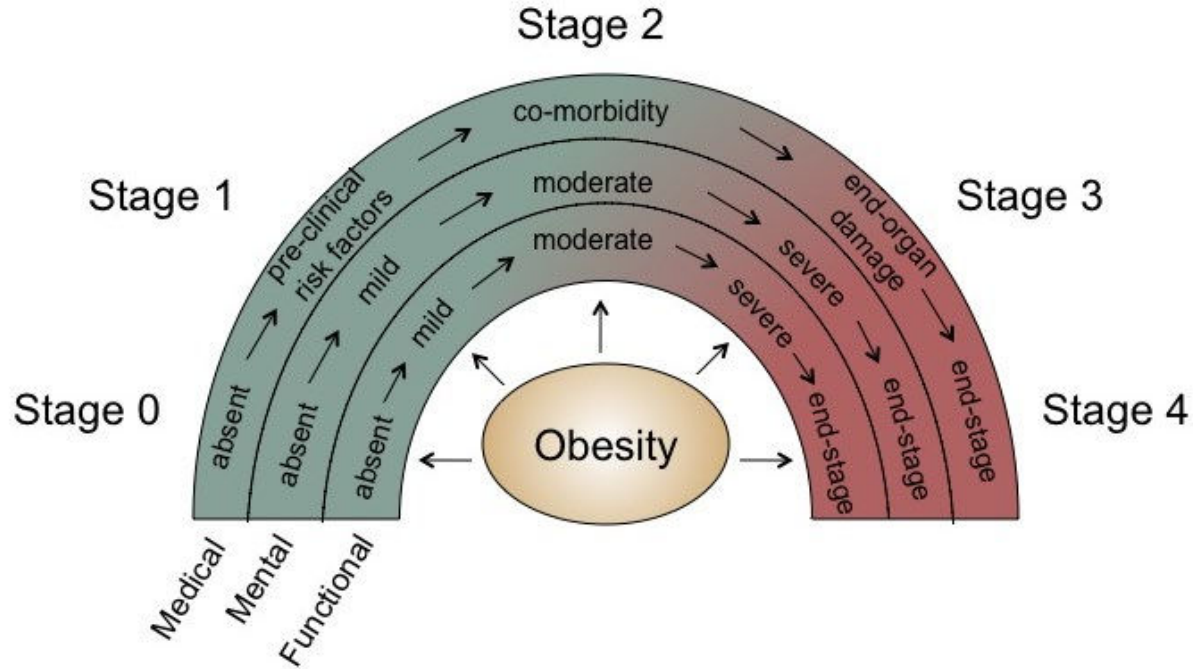 Stage 2
Stage 1
Stage 3
Stage 0
Stage 4
absent
pre-clinical
risk factors
co-morbidity
end-organ
damage
end-stage
absent
mild
moderate
severe
end-stage
absent
mild
moderate
severe
end-stage
Obesity
Medical
Mental
Functional